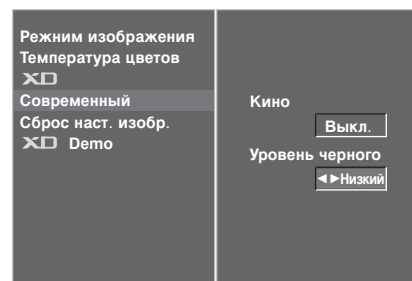 Режим изображения
Температура цветов
XD
Современный
Сброс наст. изобр.
XD Demo
Кино
Выкл.
Уровень черного
◄►Низкий